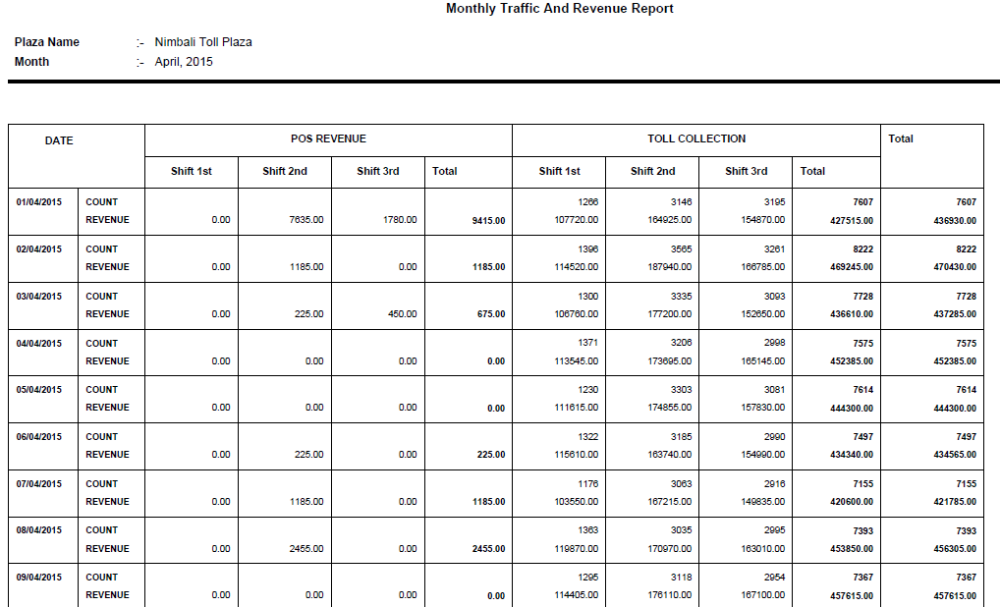 Monthly Traffic And Revenue Report
Plaza Name :- Nimbali Toll Plaza
Month :- April, 2015
DATE POS REVENUE TOLL COLLECTION Total
Shift 1st Shift 2nd Shift 3rd Total Shift 1st Shift 2nd Shift 3rd Total
01/04/2015 COUNT 1266 3146 3195 7607 7607
REVENUE 0.00 7635.00 1780.00 9415.00 107720.00 164925.00 154870.00 427515.00 436930.00
02/04/2015 COUNT 1396 3565 3261 8222 8222
REVENUE 0.00 1185.00 0.00 1185.00 114520.00 187940.00 166785.00 469245.00 470430.00
03/04/2015 COUNT 1300 3335 3093 7728 7728
REVENUE 0.00 225.00 450.00 675.00 106760.00 177200.00 152650.00 436610.00 437285.00
04/04/2015 COUNT 1371 3206 2998 7575 7575
REVENUE 0.00 0.00 0.00 0.00 113545.00 173695.00 165145.00 452385.00 452385.00
05/04/2015 COUNT 1230 3303 3081 7614 7614
REVENUE 0.00 0.00 0.00 0.00 111615.00 174855.00 157830.00 444300.00 444300.00
06/04/2015 COUNT 1322 3185 2990 7497 7497
REVENUE 0.00 225.00 0.00 225.00 115610.00 163740.00 154990.00 434340.00 434565.00
07/04/2015 COUNT 1176 3063 2916 7155 7155
REVENUE 0.00 1185.00 0.00 1185.00 103550.00 167215.00 149835.00 420600.00 421785.00
08/04/2015 COUNT 1363 3035 2995 7393 7393
REVENUE 0.00 2455.00 0.00 2455.00 119870.00 170970.00 163010.00 453850.00 456305.00
09/04/2015 COUNT 1295 3118 2954 7367 7367
REVENUE 0.00 0.00 0.00 0.00 114405.00 176110.00 167100.00 457615.00 457615.00